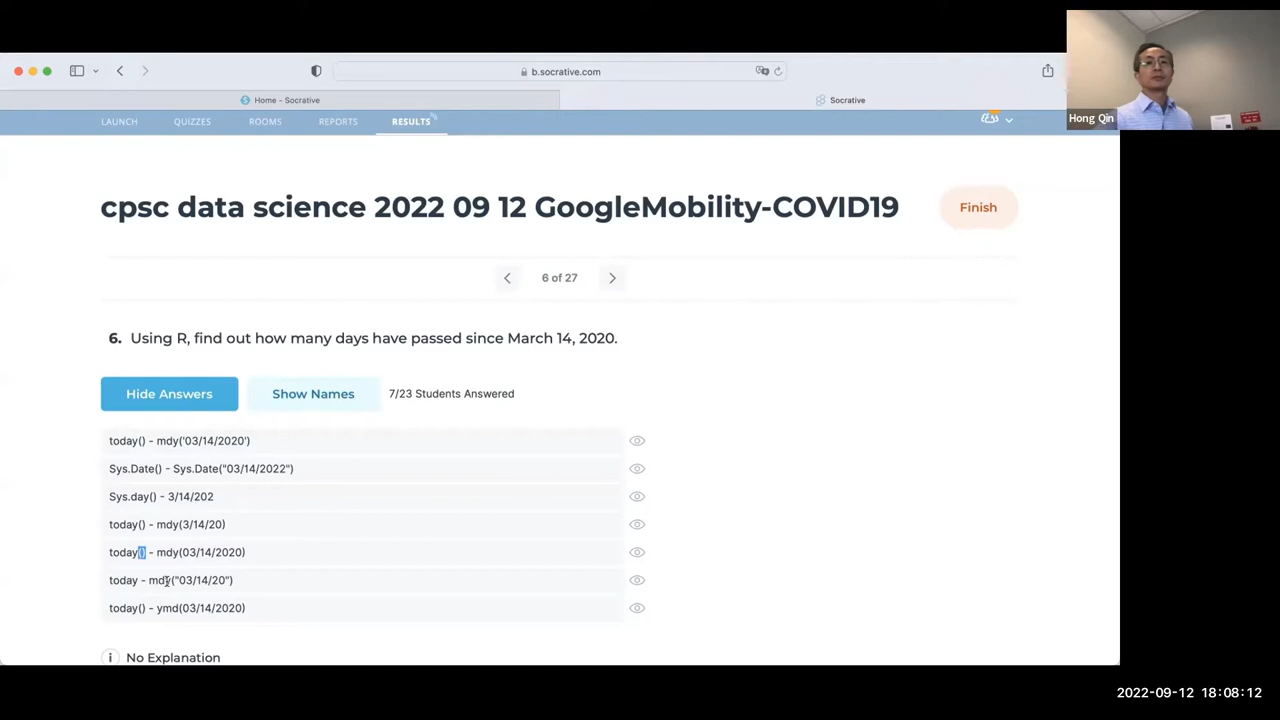 b.socrative.com
Home - Socrative
Socrative
LAUNCH QUIZZES ROOMS REPORTS RESULTS
Hong Qin
cpsc data science 2022 09 12 GoogleMobility-COVID19
Finish
6 of 27
6. Using R, find out how many days have passed since March 14, 2020.
Hide Answers Show Names 7/23 Students Answered
today() - mdy('03/14/2020')
Sys.Date() - Sys.Date("03/14/2022")
Sys.day() - 3/14/202
today() - mdy(3/14/20)
today() - mdy(03/14/2020)
today - mdy("03/14/20")
today() - ymd(03/14/2020)
No Explanation
2022-09-12 18:08:12